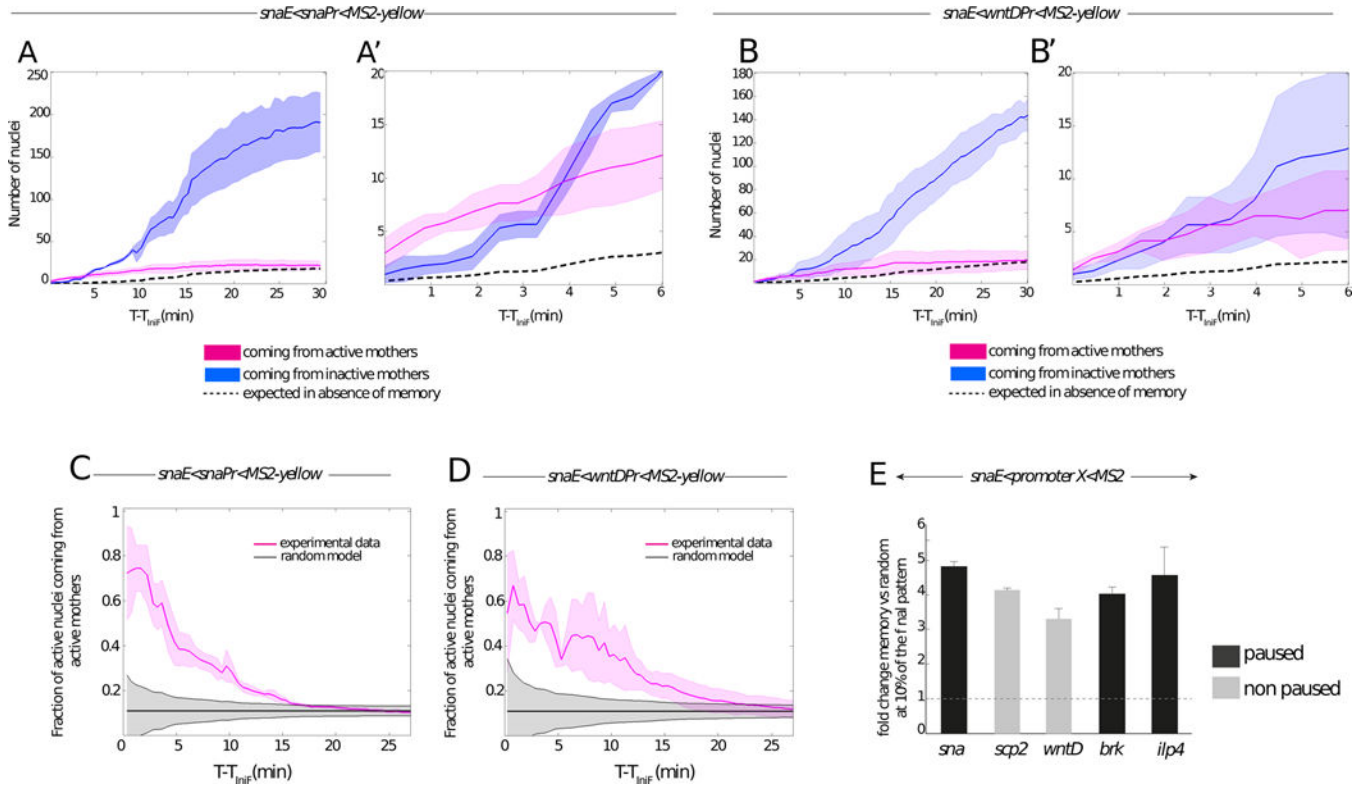 snaE<snaPr<MS2-yellow
snaE<wntDPr<MS2-yellow
A
A'
B
B'
Number of nuclei
250
200
150
100
50
0
5 10 15 20 25 30
T-TIniF(min)
20
15
10
5
1 2 3 4 5 6
T-TIniF(min)
Number of nuclei
180
160
140
120
100
80
60
40
20
5 10 15 20 25 30
T-TIniF(min)
20
15
10
5
1 2 3 4 5 6
T-TIniF(min)
coming from active mothers
coming from inactive mothers
expected in absence of memory
coming from active mothers
coming from inactive mothers
expected in absence of memory
C
snaE<snaPr<MS2-yellow
Fraction of active nuclei coming from
active mothers
1
0.8
0.6
0.4
0.2
0 5 10 15 20 25
T-TIniF(min)
experimental data
random model
D
snaE<wntDPr<MS2-yellow
Fraction of active nuclei coming from
active mothers
1
0.8
0.6
0.4
0.2
0 5 10 15 20 25
T-TIniF(min)
experimental data
random model
E
snaE<promoter X<MS2
fold change memory vs random
at 10% of the f nal pattern
6
5
4
3
2
1
0
sna scp2 wntD brk ilp4
paused
non paused